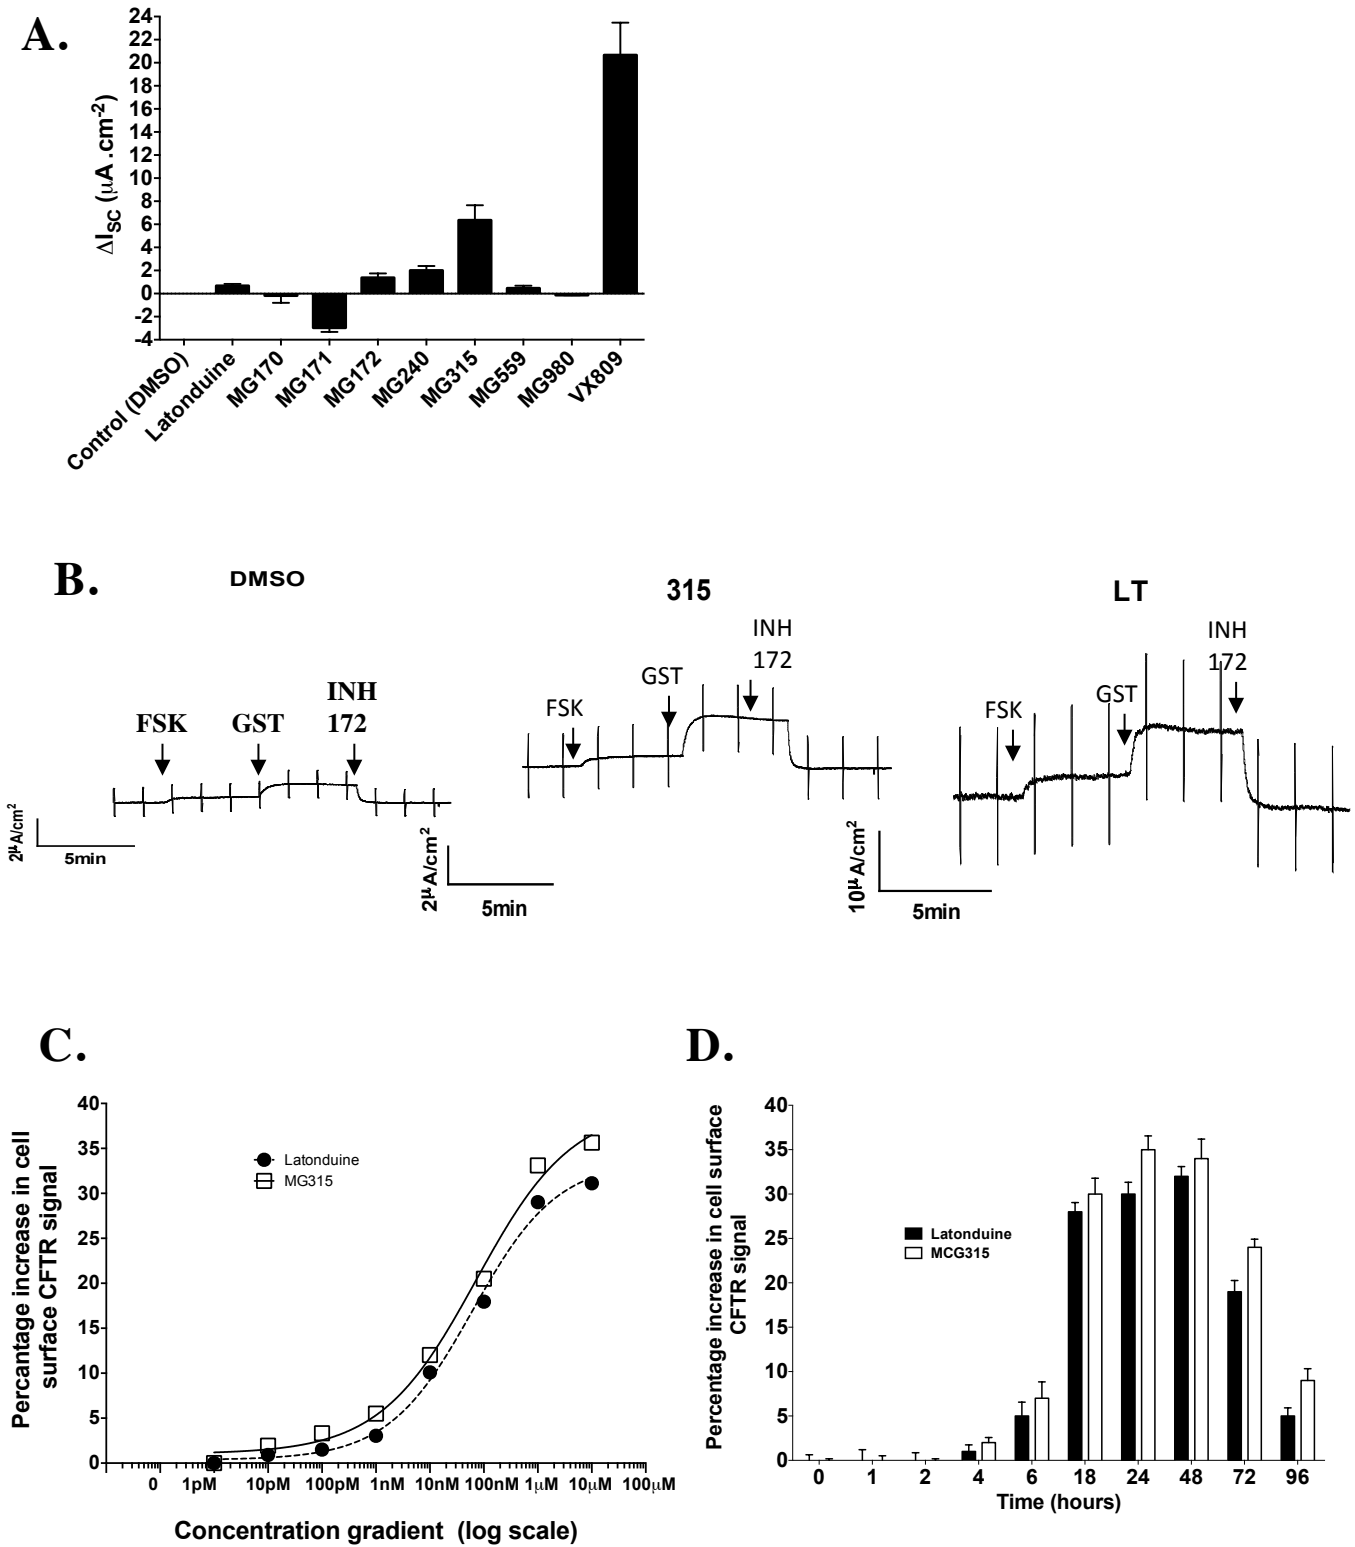 A.
24
22
20
18
16
14
12
10
8
6
4
2
0
-2
-4
ΔISC (μA.cm-2)
Control (DMSO)
Latonduine
MG170
MG171
MG172
MG240
MG315
MG559
MG980
VX809
B.
DMSO
FSK
GST
INH
172
2μA/cm2
5min
315
FSK
GST
INH
172
2μA/cm2
5min
LT
FSK
GST
INH
172
10μA/cm2
5min
C.
Percantage increase in cell
surface CFTR signal
40
35
30
25
20
15
10
5
0
Latonduine
MG315
0 1pM 10pM 100pM 1nM 10nM 100nM 1μM 10μM 100μM
Concentration gradient (log scale)
D.
Percentage increase in cell surface
CFTR signal
40
35
30
25
20
15
10
5
0
Latonduine
MCG315
0 1 2 4 6 18 24 48 72 96
Time (hours)